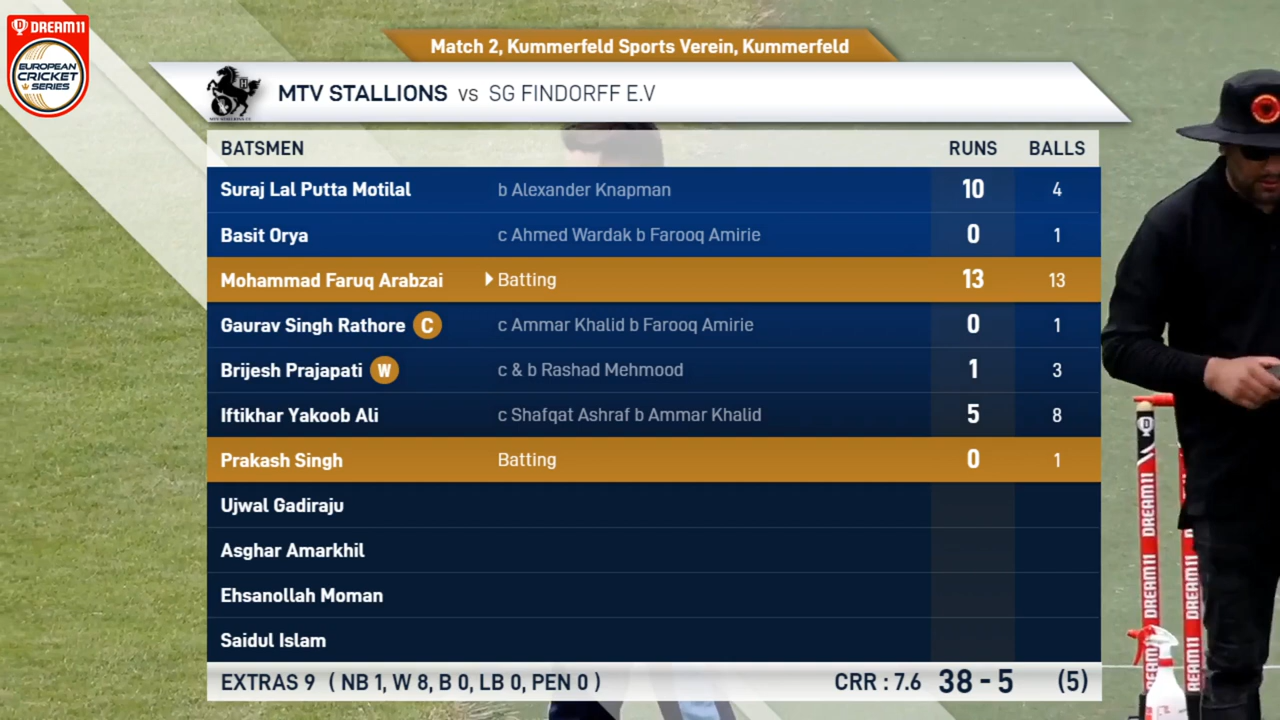 DREAM11
EUROPEAN
CRICKET
SERIES
Match 2, Kummerfeld Sports Verein, Kummerfeld
MTV STALLIONS vs SG FINDORFF E.V
BATSMEN RUNS BALLS
Suraj Lal Putta Motilal b Alexander Knapman 10 4
Basit Orya c Ahmed Wardak b Farooq Amirie 0 1
Mohammad Faruq Arabzai Batting 13 13
Gaurav Singh Rathore C c Ammar Khalid b Farooq Amirie 0 1
Brijesh Prajapati W c & b Rashad Mehmood 1 3
Iftikhar Yakoob Ali c Shafqat Ashraf b Ammar Khalid 5 8
Prakash Singh Batting 0 1
Ujwal Gadiraju
Asghar Amarkhil
Ehsanollah Moman
Saidul Islam
EXTRAS 9 ( NB 1, W 8, B 0, LB 0, PEN 0 ) CRR : 7.6 38 - 5 (5)
DREAM11
DREAM11
DREAM11
DREAM11